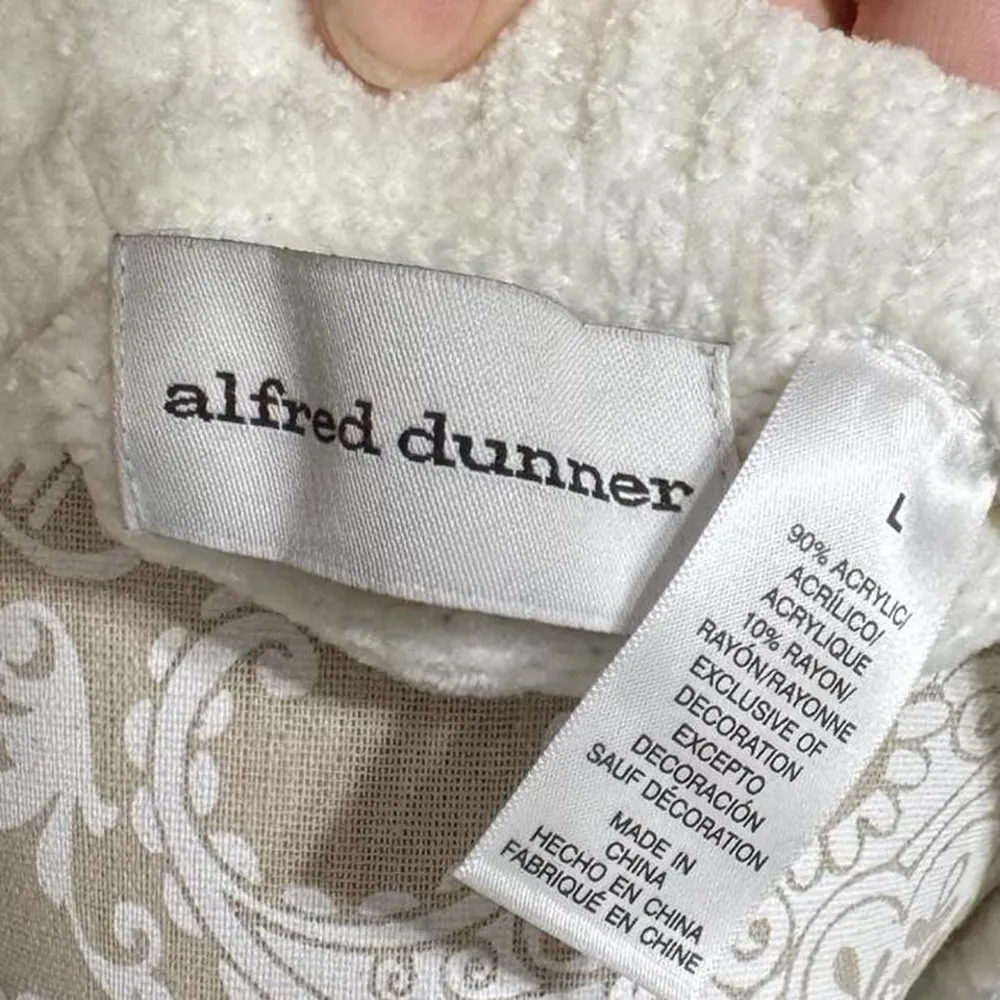 alfred dunner
L
90% ACRYLIC/
ACRÍLICO/
ACRYLIQUE
10% RAYON/
RAYÓN/RAYONNE
EXCLUSIVE OF
DECORATION
EXCEPTO
DECORACIÓN
SAUF DÉCORATION
MADE IN
CHINA
HECHO EN CHINA
FABRIQUÉ EN CHINE